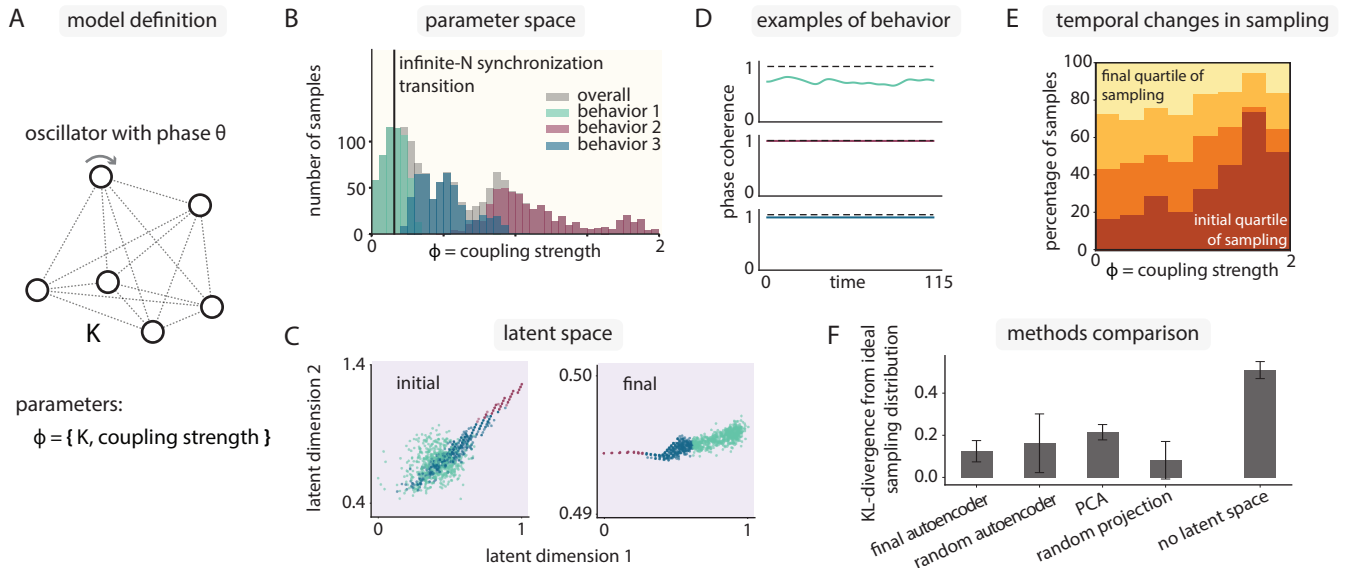 A
model definition
oscillator with phase θ
K
parameters:
ϕ = { K, coupling strength }
B
parameter space
infinite-N synchronization
transition
overall
behavior 1
behavior 2
behavior 3
number of samples
100
50
0
0
2
ϕ = coupling strength
C
latent space
initial
final
latent dimension 2
1.4
0.4
0
1
0.50
0.49
0
1
latent dimension 1
D
examples of behavior
phase coherence
1
0
1
0
1
0
0
time
115
E
temporal changes in sampling
percentage of samples
100
80
60
40
20
0
final quartile of
sampling
initial quartile
of sampling
0
2
ϕ = coupling strength
F
methods comparison
KL-divergence from ideal
sampling distribution
0.4
0.2
0.0
final autoencoder
random autoencoder
PCA
random projection
no latent space